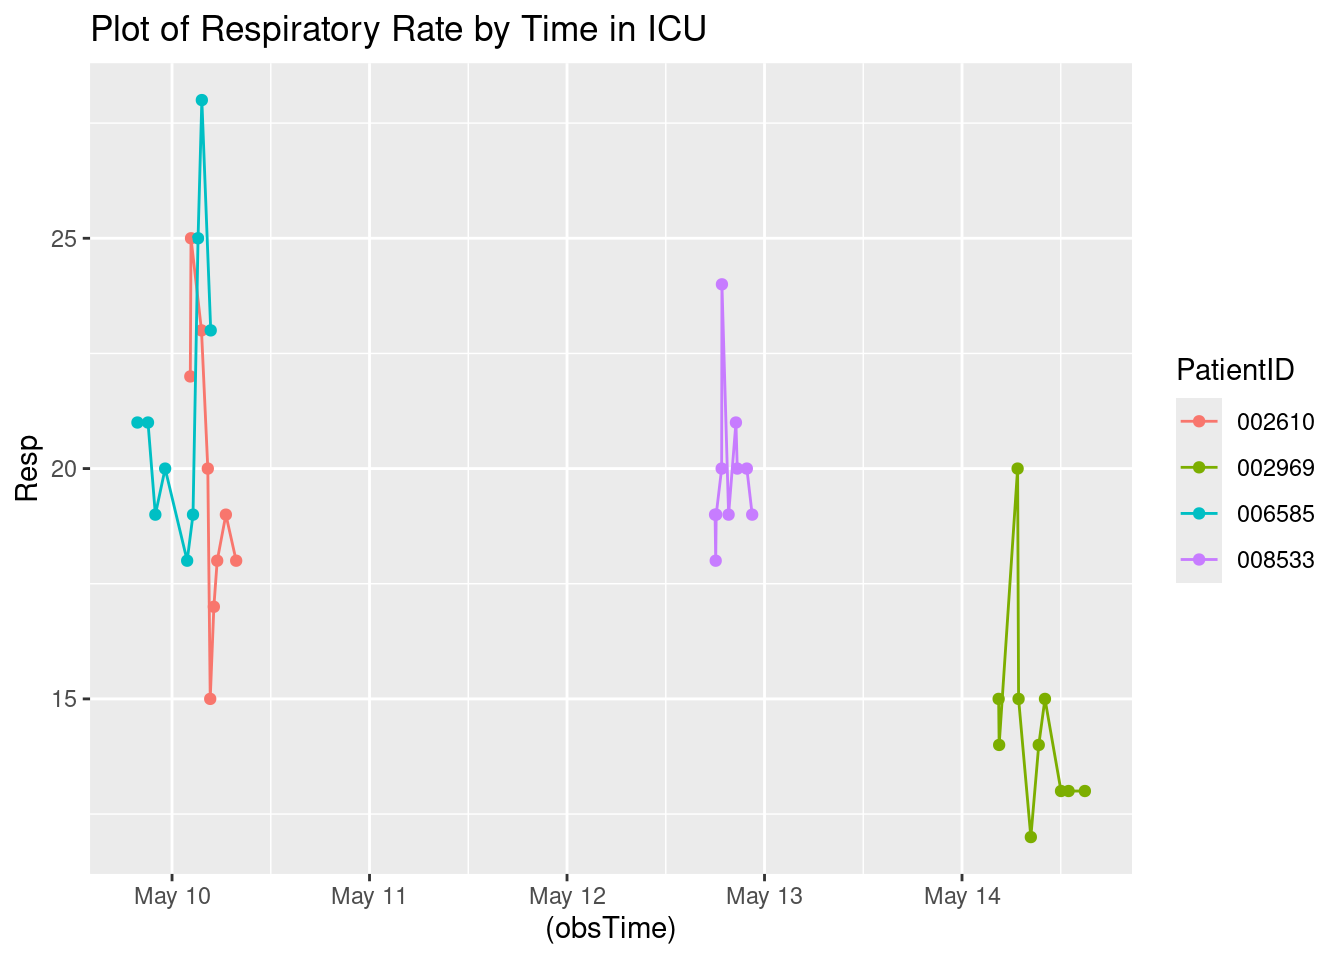 Plot of Respiratory Rate by Time in ICU
Resp
25
20
15
May 10
May 11
May 12
May 13
May 14
(obsTime)
PatientID
002610
002969
006585
008533